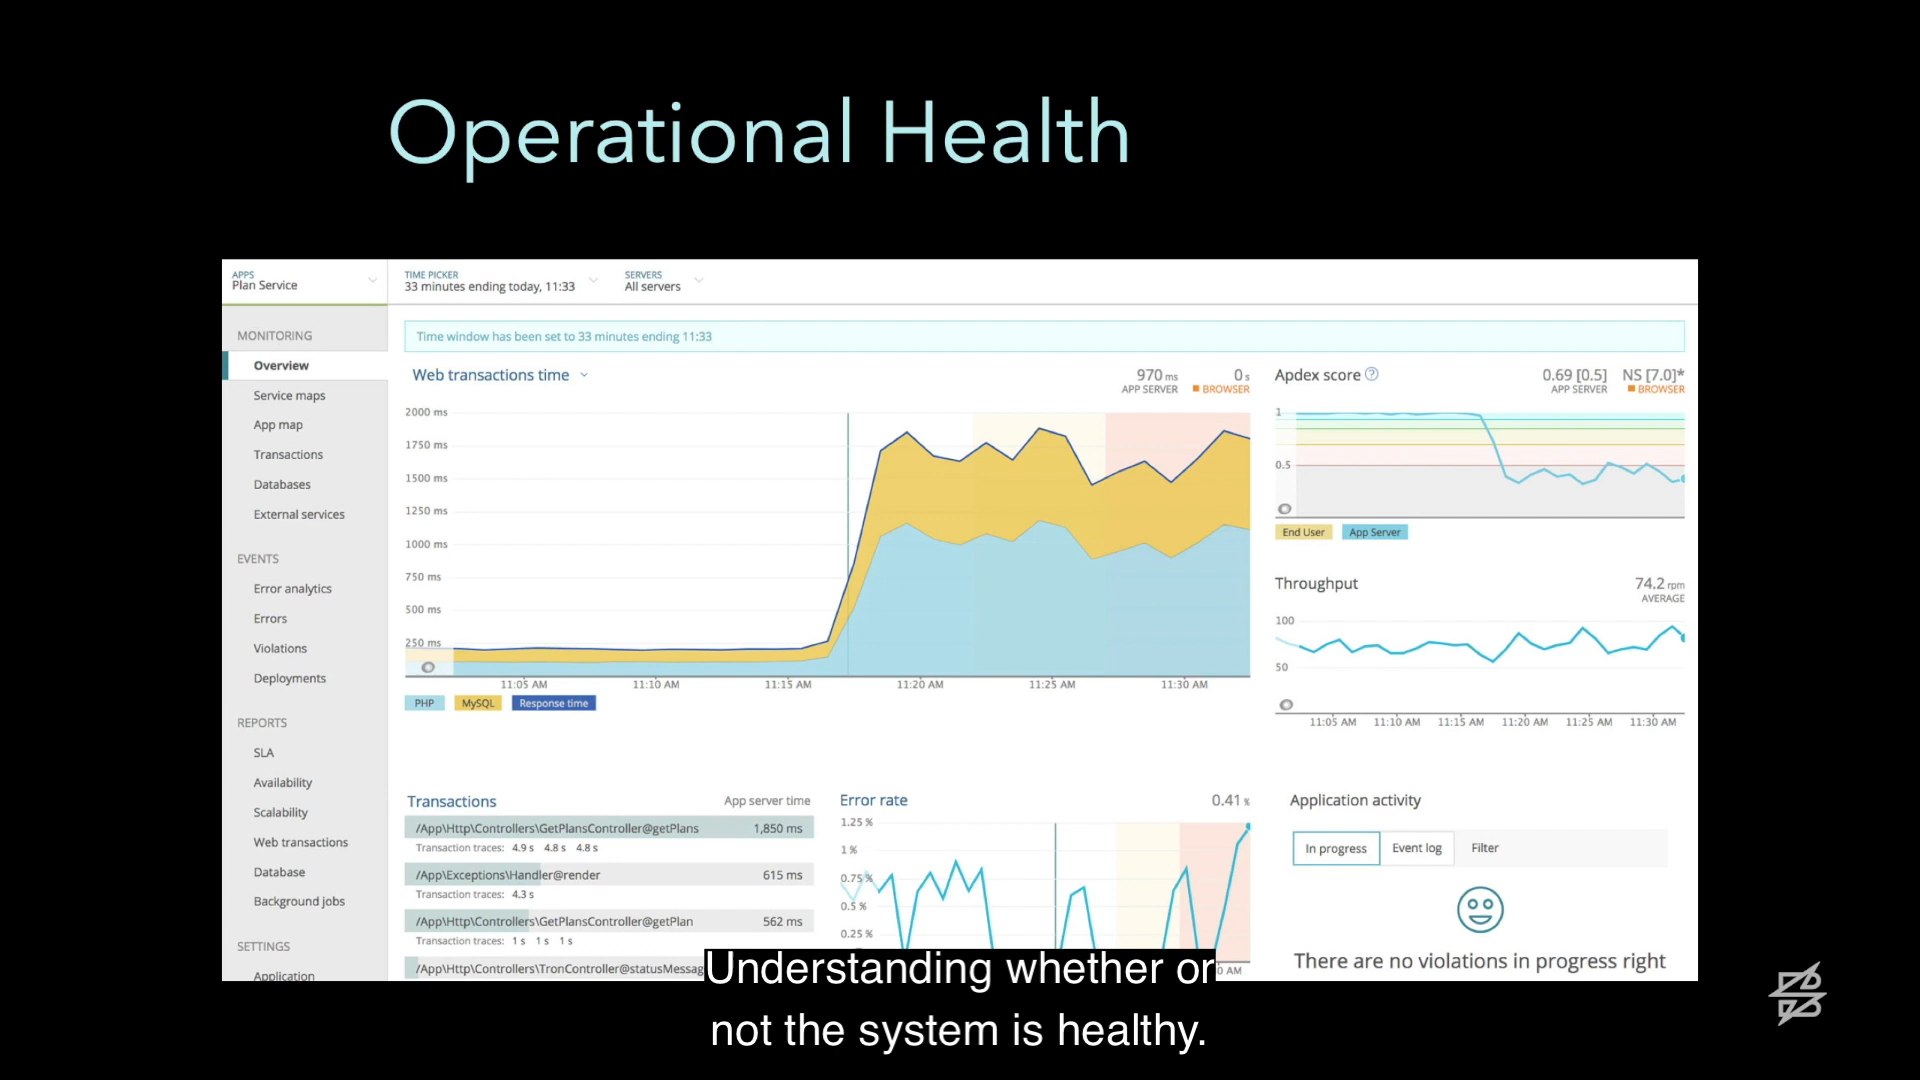 Operational Health
APPS
Plan Service
TIME PICKER
33 minutes ending today, 11:33
SERVERS
All servers
MONITORING
Overview
Service maps
App map
Transactions
Databases
External services
EVENTS
Error analytics
Errors
Violations
Deployments
REPORTS
SLA
Availability
Scalability
Web transactions
Database
Background jobs
SETTINGS
Application
Time window has been set to 33 minutes ending 11:33
Web transactions time
970 ms
APP SERVER
0 s
BROWSER
2000 ms
1750 ms
1500 ms
1250 ms
1000 ms
750 ms
500 ms
250 ms
11:05 AM 11:10 AM 11:15 AM 11:20 AM 11:25 AM 11:30 AM
PHP MySQL Response time
Apdex score ?
0.69 [0.5]
APP SERVER
NS [7.0]*
BROWSER
1
0.5
End User App Server
Throughput
74.2 rpm
AVERAGE
100
50
11:05 AM 11:10 AM 11:15 AM 11:20 AM 11:25 AM 11:30 AM
Transactions App server time
/App\Http\Controllers\GetPlansController@getPlans 1,850 ms
Transaction traces: 4.9 s 4.8 s 4.8 s
/App\Exceptions\Handler@render 615 ms
Transaction traces: 4.3 s
/App\Http\Controllers\GetPlansController@getPlan 562 ms
Transaction traces: 1 s 1 s 1 s
/App\Http\Controllers\TronController@statusMessag
Error rate 0.41 %
1.25 %
1 %
0.75 %
0.5 %
0.25 %
0 AM
Application activity
In progress Event log Filter
There are no violations in progress right
Understanding whether or
not the system is healthy.